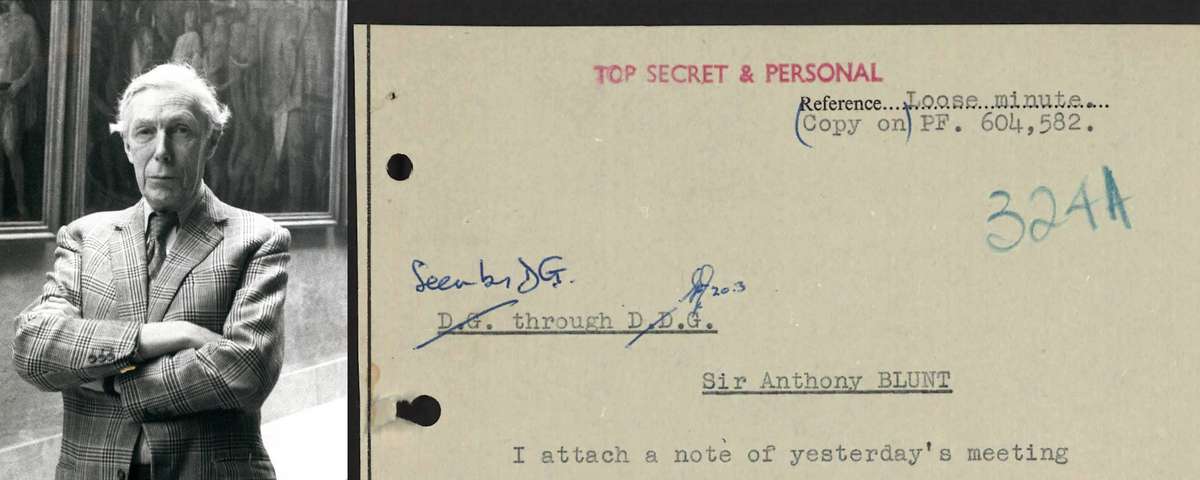 TOP SECRET & PERSONAL
Reference...Loose minute....
(Copy on) PF. 604,582.
324A
Seen by DG.
20.3
D.G. through D.D.G.
Sir Anthony BLUNT
I attach a note of yesterday's meeting